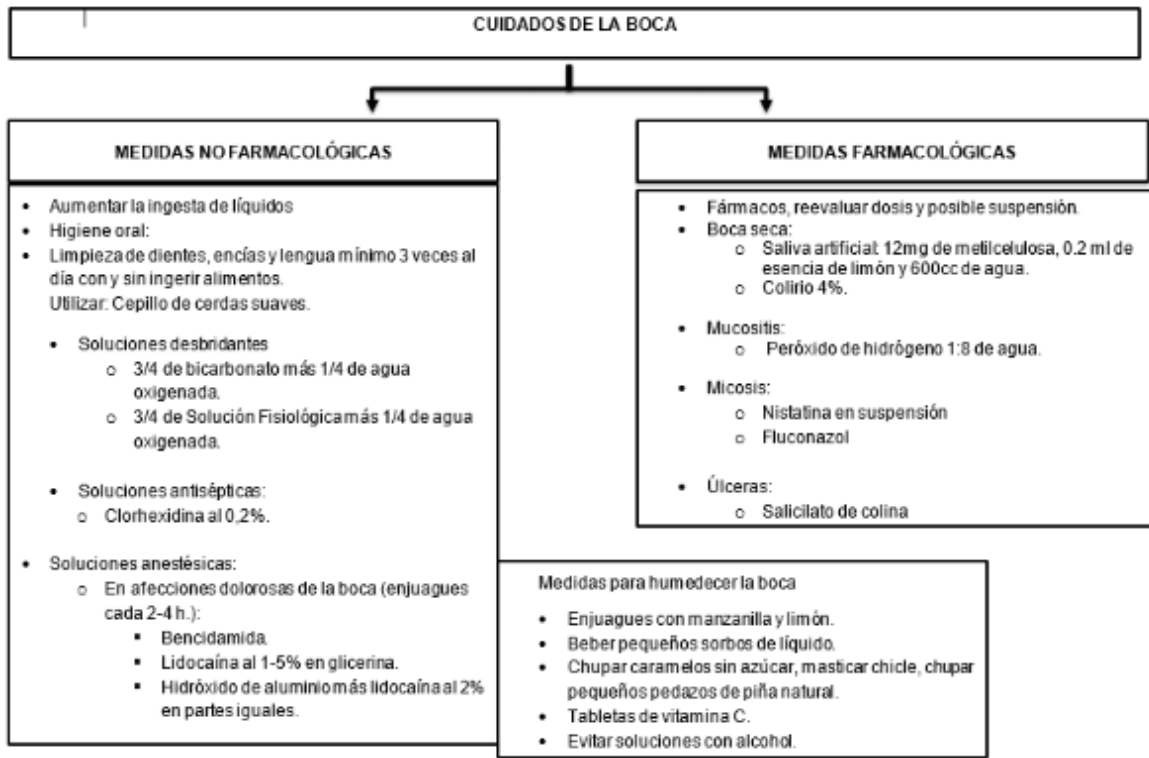 CUIDADOS DE LA BOCA
MEDIDAS NO FARMACOLÓGICAS
• Aumentar la ingesta de líquidos
• Higiene oral:
• Limpieza de dientes, encías y lengua mínimo 3 veces al
día con y sin ingerir alimentos.
Utilizar: Cepillo de cerdas suaves.
• Soluciones desbridantes
o 3/4 de bicarbonato más 1/4 de agua
oxigenada.
o 3/4 de Solución Fisiológica más 1/4 de agua
oxigenada.
• Soluciones antisépticas:
o Clorhexidina al 0,2%.
• Soluciones anestésicas:
o En afecciones dolorosas de la boca (enjuagues
cada 2-4 h.):
▪ Bencidamida.
▪ Lidocaína al 1-5% en glicerina.
▪ Hidróxido de aluminio más lidocaína al 2%
en partes iguales.
MEDIDAS FARMACOLÓGICAS
• Fármacos, reevaluar dosis y posible suspensión.
• Boca seca:
o Saliva artificial: 12mg de metilcelulosa, 0.2 ml de
esencia de limón y 600cc de agua.
o Colirio 4%.
• Mucositis:
o Peróxido de hidrógeno 1:8 de agua.
• Micosis:
o Nistatina en suspensión
o Fluconazol
• Úlceras:
o Salicilato de colina
Medidas para humedecer la boca
• Enjuagues con manzanilla y limón.
• Beber pequeños sorbos de líquido.
• Chupar caramelos sin azúcar, masticar chicle, chupar
pequeños pedazos de piña natural.
• Tabletas de vitamina C.
• Evitar soluciones con alcohol.